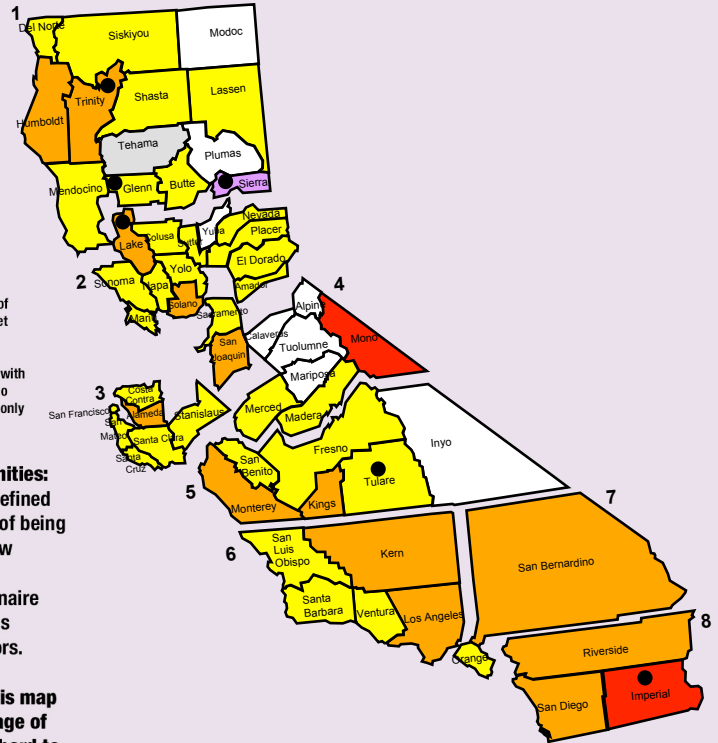 1
Del Norte
Siskiyou
Modoc
Humboldt
Trinity
Shasta
Lassen
Tehama
Plumas
Mendocino
Glenn
Butte
Sierra
Lake
Colusa
Sutter
Yuba
Nevada
Placer
El Dorado
Amador
2
Sonoma
Napa
Yolo
Solano
Marin
Sacramento
San
Joaquin
4
Alpine
Calaveras
Tuolumne
Mono
Mariposa
Merced
Madera
3
Costa
Contra
San Francisco
Alameda
San
Mateo
Santa Clara
Santa
Cruz
Stanislaus
Fresno
Inyo
San
Benito
Tulare
5
Monterey
Kings
6
San
Luis
Obispo
Kern
Santa
Barbara
Ventura
Los Angeles
Orange
7
San Bernardino
8
Riverside
San Diego
Imperial
of
et
with
o
only
nities:
efined
of being
w
naire
s
ors.
is map
nge of